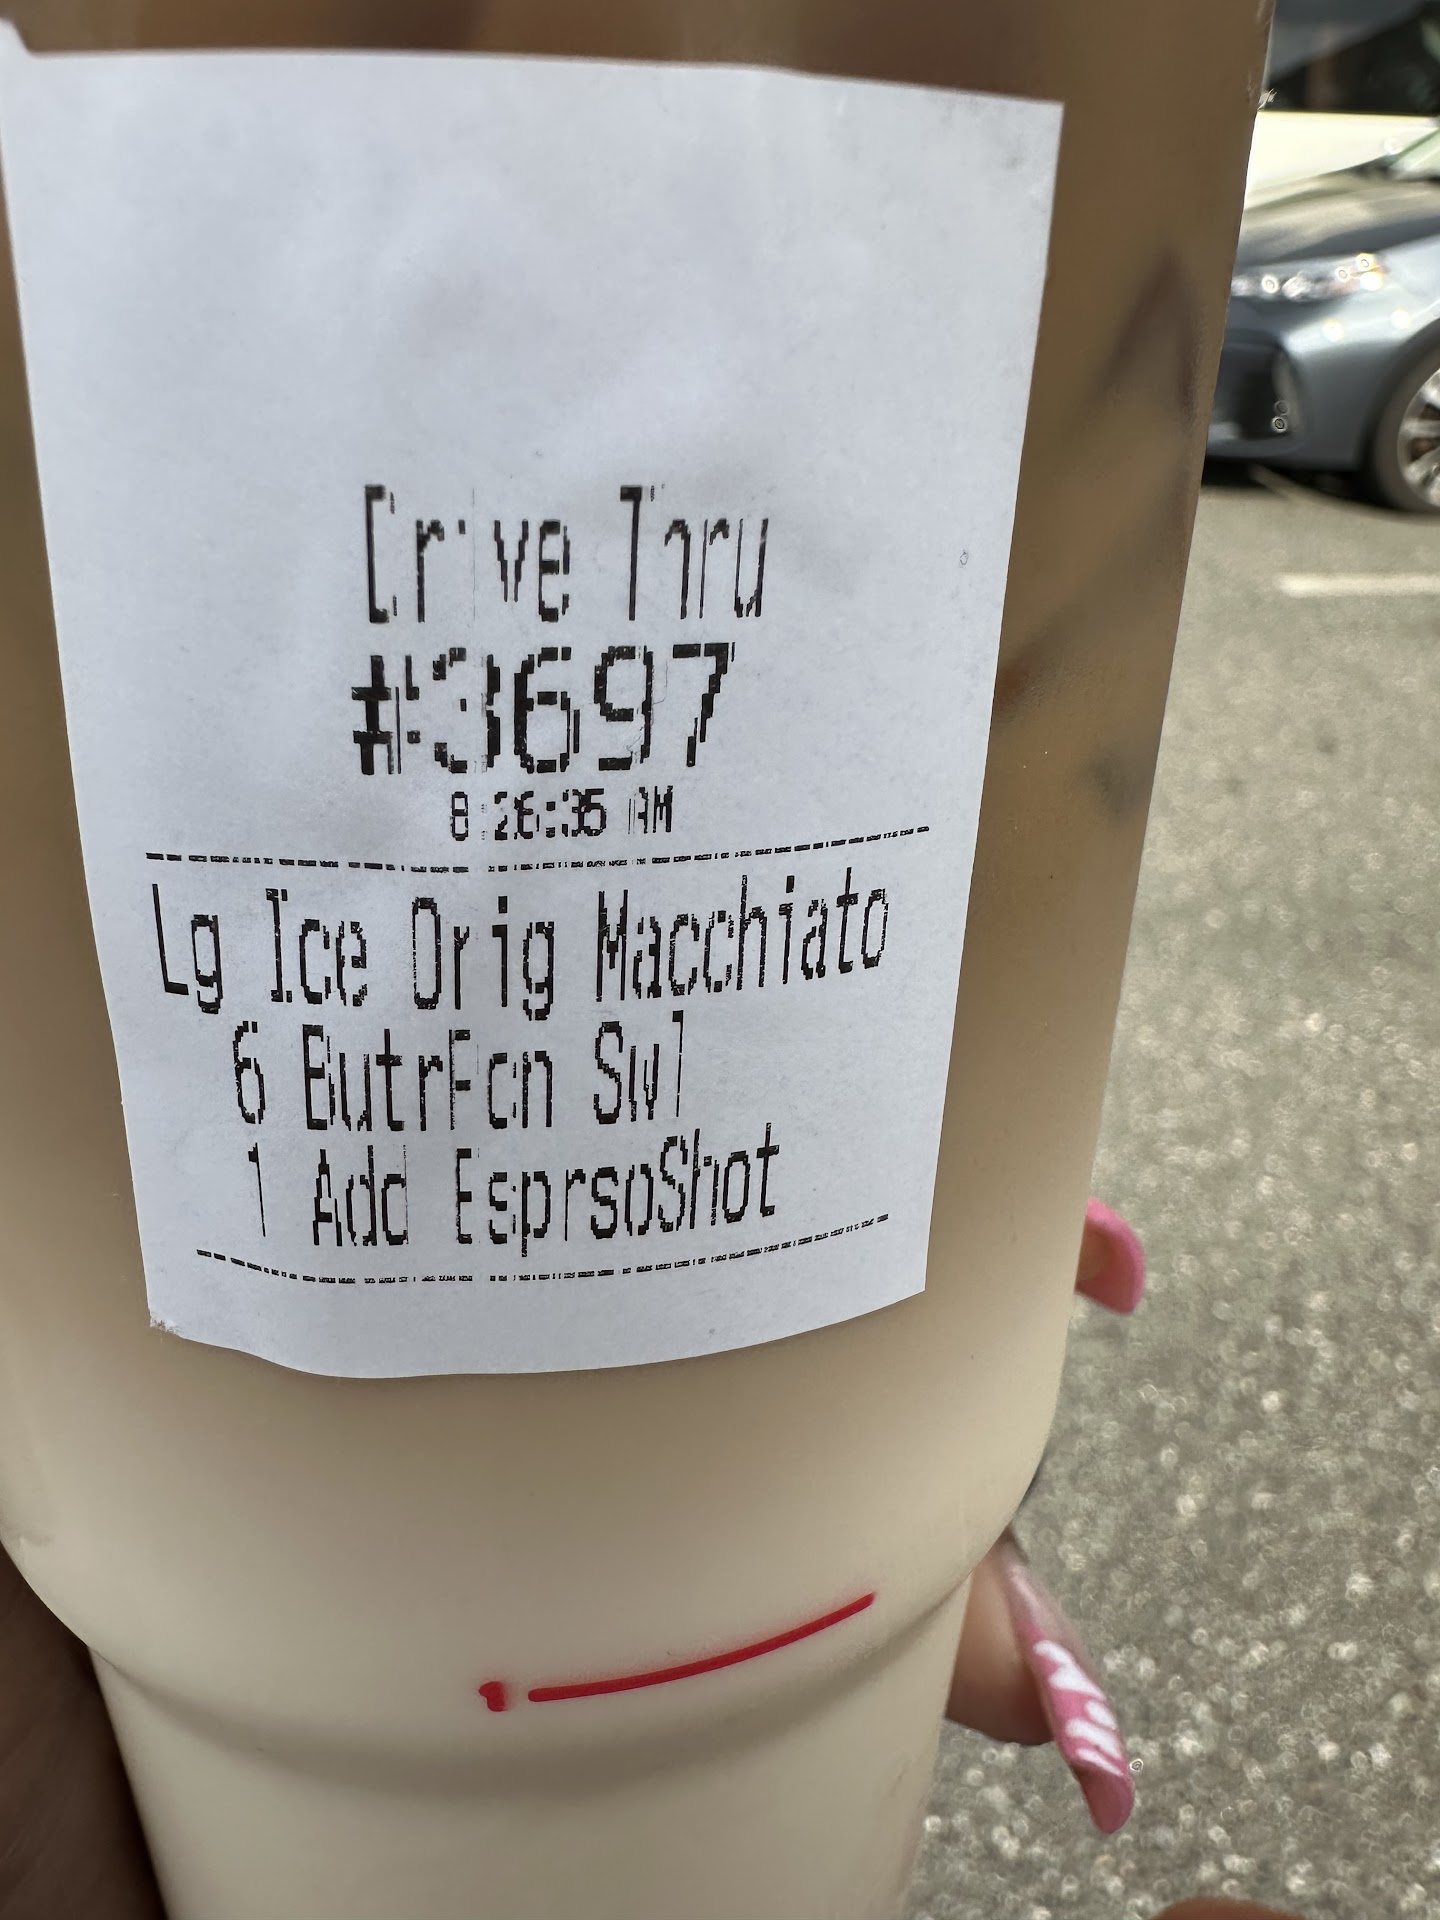 Drive Thru
#3697
8:26:35 AM
Lg Ice Orig Macchiato
6 ButrPcn Swl
1 Add EsprsoShot